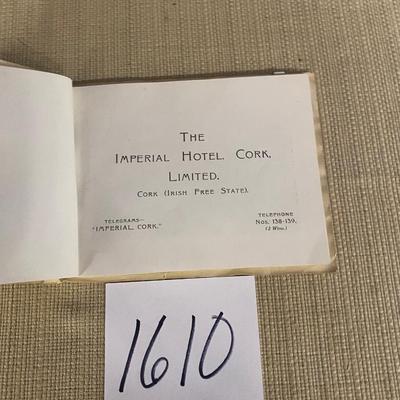 The
Imperial Hotel, Cork,
Limited.
Cork (Irish Free State).
Telegrams—
"Imperial, Cork."
Telephone
Nos. 138-139.
(2 Wires.)
1610